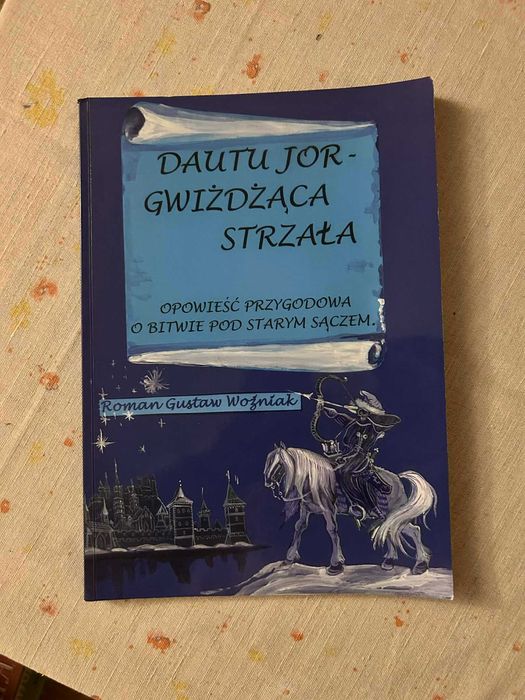 DAUTU JOR -
GWIŻDŻĄCA
STRZAŁA
OPOWIEŚĆ PRZYGODOWA
O BITWIE POD STARYM SĄCZEM.
Roman Gustaw Woźniak